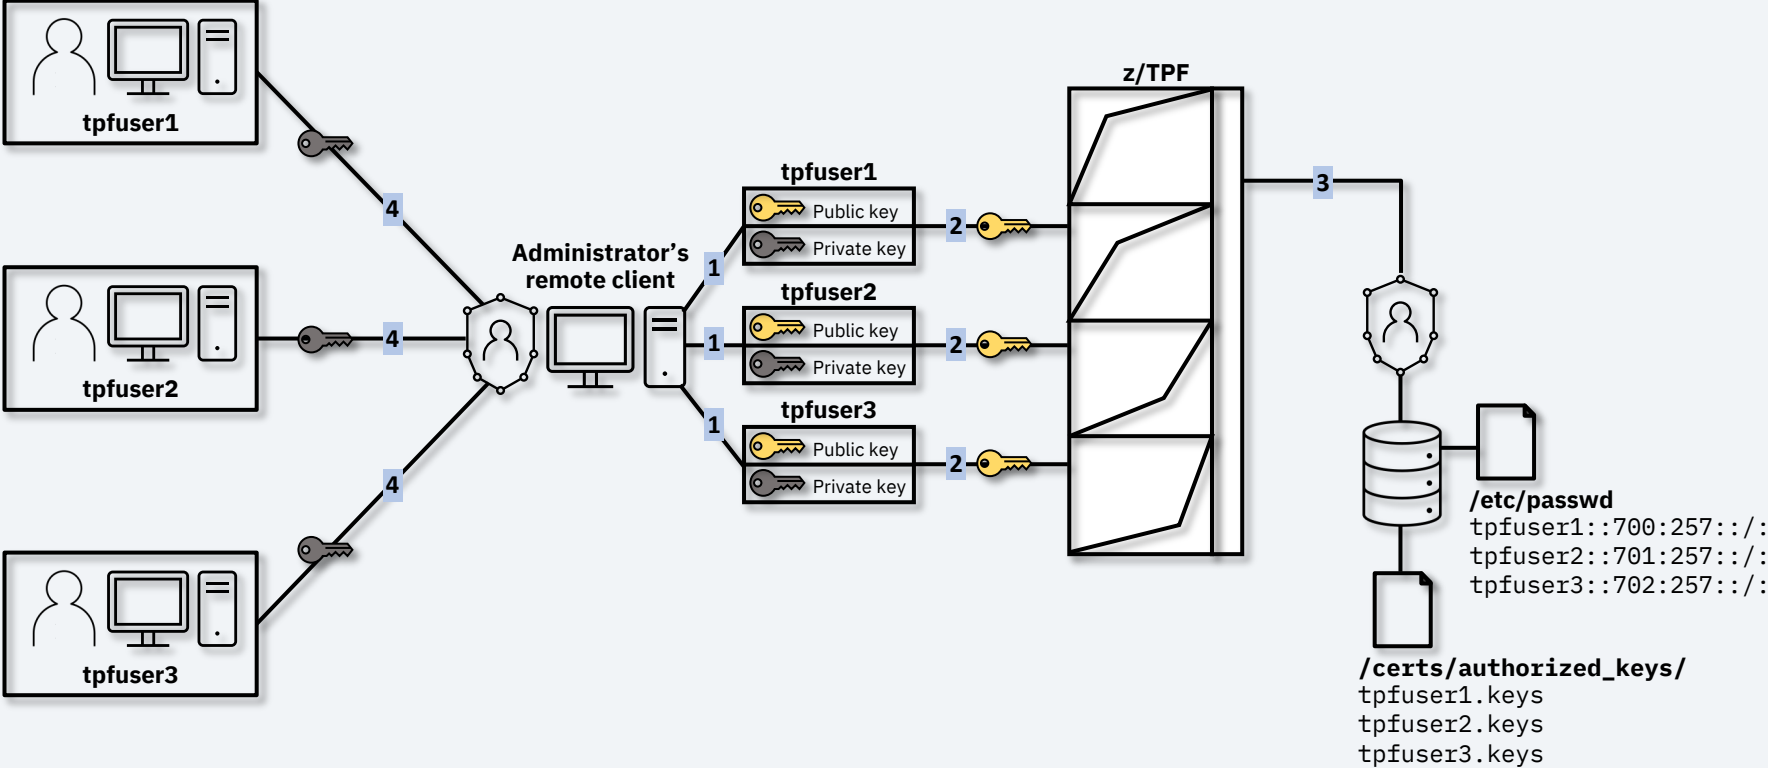 tpfuser1
4
tpfuser2
4
tpfuser3
4
Administrator’s
remote client
1
1
1
tpfuser1
Public key
Private key
2
tpfuser2
Public key
Private key
2
tpfuser3
Public key
Private key
2
z/TPF
3
/etc/passwd
tpfuser1::700:257::/:
tpfuser2::701:257::/:
tpfuser3::702:257::/:
/certs/authorized_keys/
tpfuser1.keys
tpfuser2.keys
tpfuser3.keys